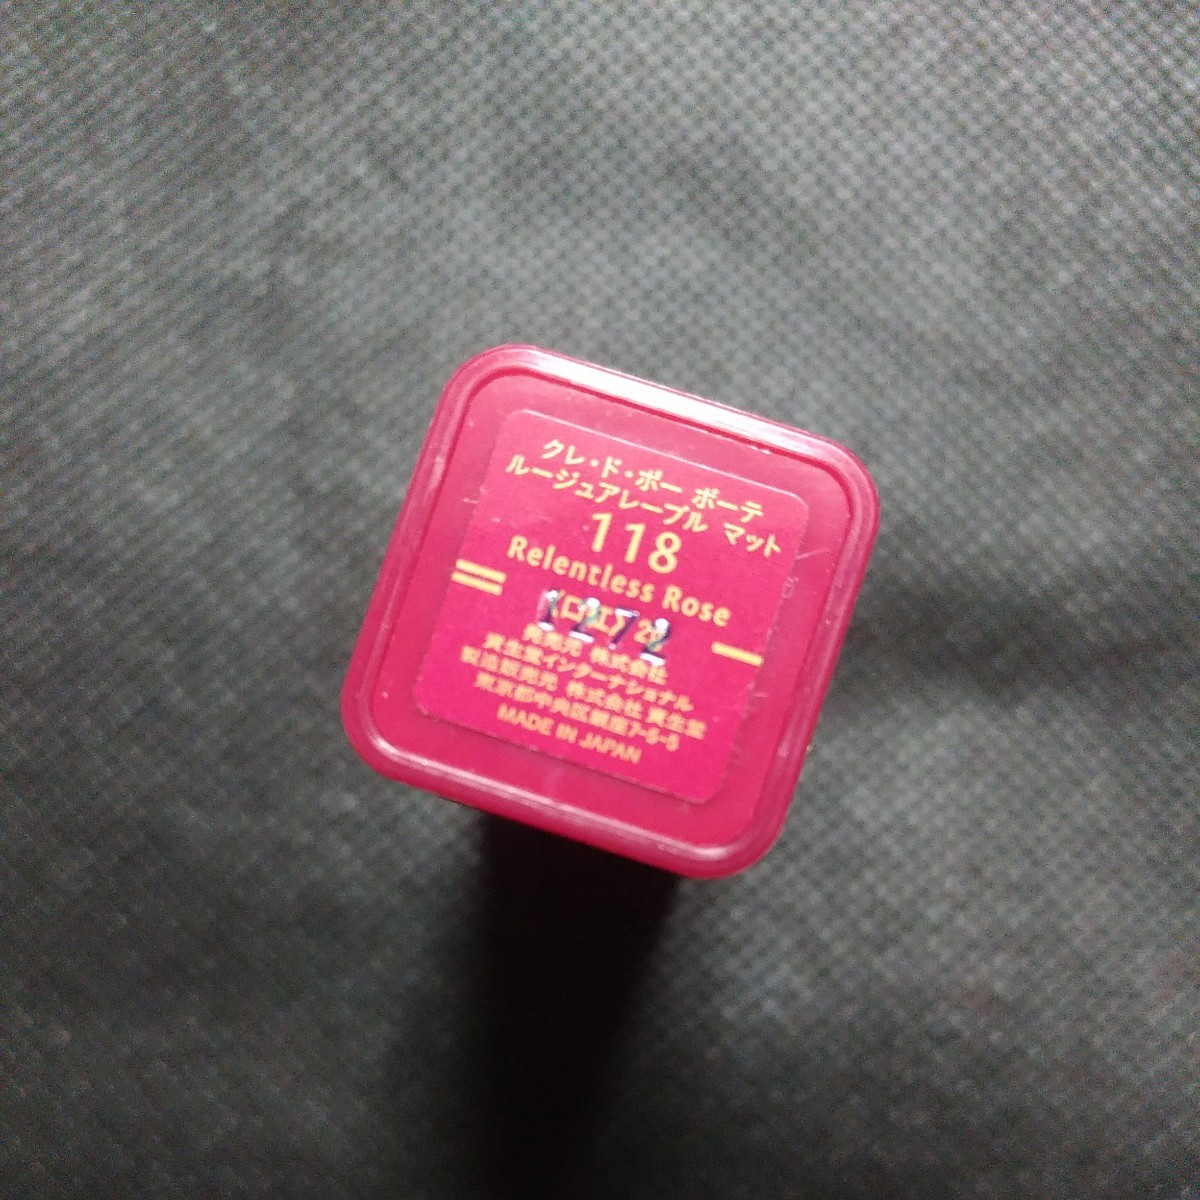 クレ・ド・ポー ボーテ
ルージュアレーブル マット
118
Relentless Rose
〈口紅〉
発売元 株式会社
資生堂インターナショナル
製造販売元 株式会社 資生堂
東京都中央区銀座7-5-5
MADE IN JAPAN